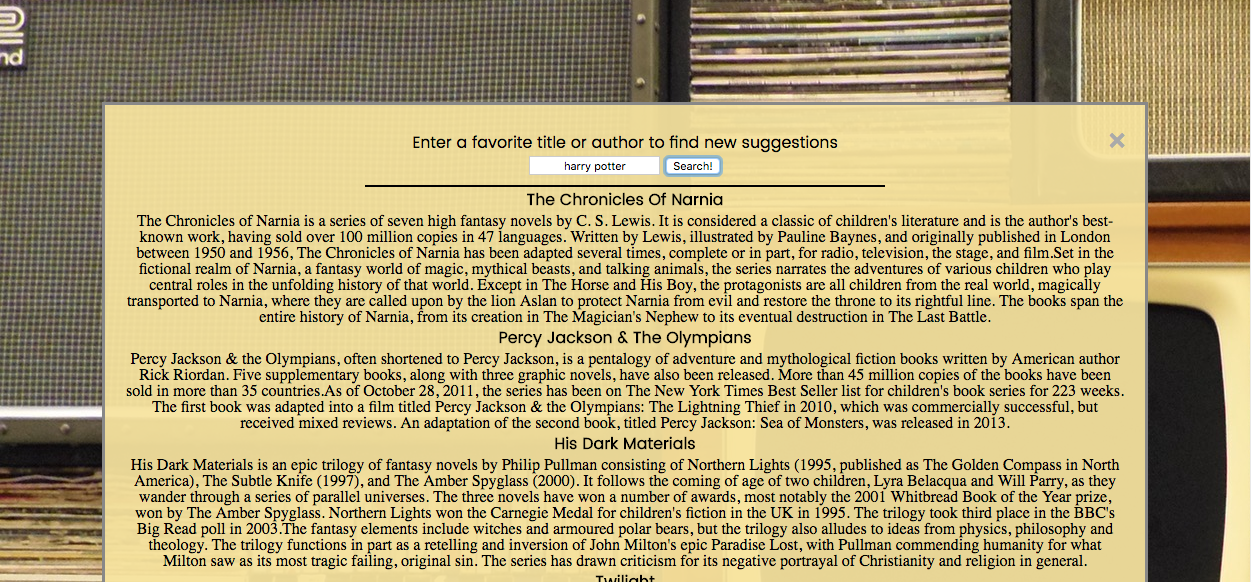 nd
Enter a favorite title or author to find new suggestions
×
harry potter
Search!
The Chronicles Of Narnia
The Chronicles of Narnia is a series of seven high fantasy novels by C. S. Lewis. It is considered a classic of children's literature and is the author's best-
known work, having sold over 100 million copies in 47 languages. Written by Lewis, illustrated by Pauline Baynes, and originally published in London
between 1950 and 1956, The Chronicles of Narnia has been adapted several times, complete or in part, for radio, television, the stage, and film.Set in the
fictional realm of Narnia, a fantasy world of magic, mythical beasts, and talking animals, the series narrates the adventures of various children who play
central roles in the unfolding history of that world. Except in The Horse and His Boy, the protagonists are all children from the real world, magically
transported to Narnia, where they are called upon by the lion Aslan to protect Narnia from evil and restore the throne to its rightful line. The books span the
entire history of Narnia, from its creation in The Magician's Nephew to its eventual destruction in The Last Battle.
Percy Jackson & The Olympians
Percy Jackson & the Olympians, often shortened to Percy Jackson, is a pentalogy of adventure and mythological fiction books written by American author
Rick Riordan. Five supplementary books, along with three graphic novels, have also been released. More than 45 million copies of the books have been
sold in more than 35 countries.As of October 28, 2011, the series has been on The New York Times Best Seller list for children's book series for 223 weeks.
The first book was adapted into a film titled Percy Jackson & the Olympians: The Lightning Thief in 2010, which was commercially successful, but
received mixed reviews. An adaptation of the second book, titled Percy Jackson: Sea of Monsters, was released in 2013.
His Dark Materials
His Dark Materials is an epic trilogy of fantasy novels by Philip Pullman consisting of Northern Lights (1995, published as The Golden Compass in North
America), The Subtle Knife (1997), and The Amber Spyglass (2000). It follows the coming of age of two children, Lyra Belacqua and Will Parry, as they
wander through a series of parallel universes. The three novels have won a number of awards, most notably the 2001 Whitbread Book of the Year prize,
won by The Amber Spyglass. Northern Lights won the Carnegie Medal for children's fiction in the UK in 1995. The trilogy took third place in the BBC's
Big Read poll in 2003.The fantasy elements include witches and armoured polar bears, but the trilogy also alludes to ideas from physics, philosophy and
theology. The trilogy functions in part as a retelling and inversion of John Milton's epic Paradise Lost, with Pullman commending humanity for what
Milton saw as its most tragic failing, original sin. The series has drawn criticism for its negative portrayal of Christianity and religion in general.
Twilight